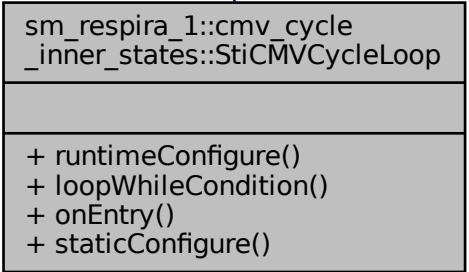 sm_respira_1::cmv_cycle
_inner_states::StiCMVCycleLoop
+ runtimeConfigure()
+ loopWhileCondition()
+ onEntry()
+ staticConfigure()